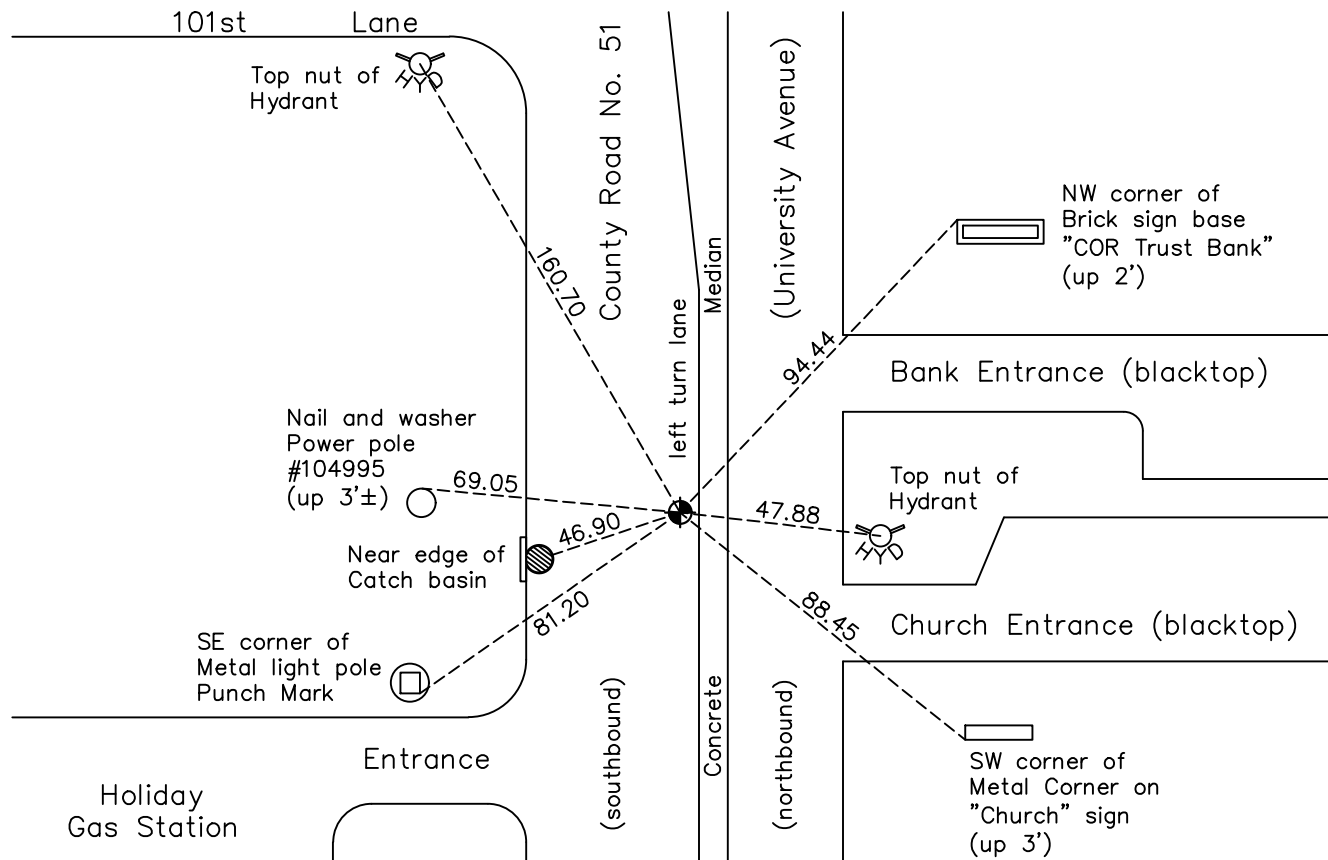 101st Lane
Top nut of
Hydrant
HYD
County Road No. 51
(University Avenue)
160.70
Median
left turn lane
NW corner of
Brick sign base
"COR Trust Bank"
(up 2')
94.44
Bank Entrance (blacktop)
Nail and washer
Power pole
#104995
(up 3'±)
69.05
46.90
47.88
Top nut of
Hydrant
HYD
Near edge of
Catch basin
81.20
88.45
Church Entrance (blacktop)
SE corner of
Metal light pole
Punch Mark
(southbound)
Concrete
(northbound)
Entrance
Holiday
Gas Station
SW corner of
Metal Corner on
"Church" sign
(up 3')